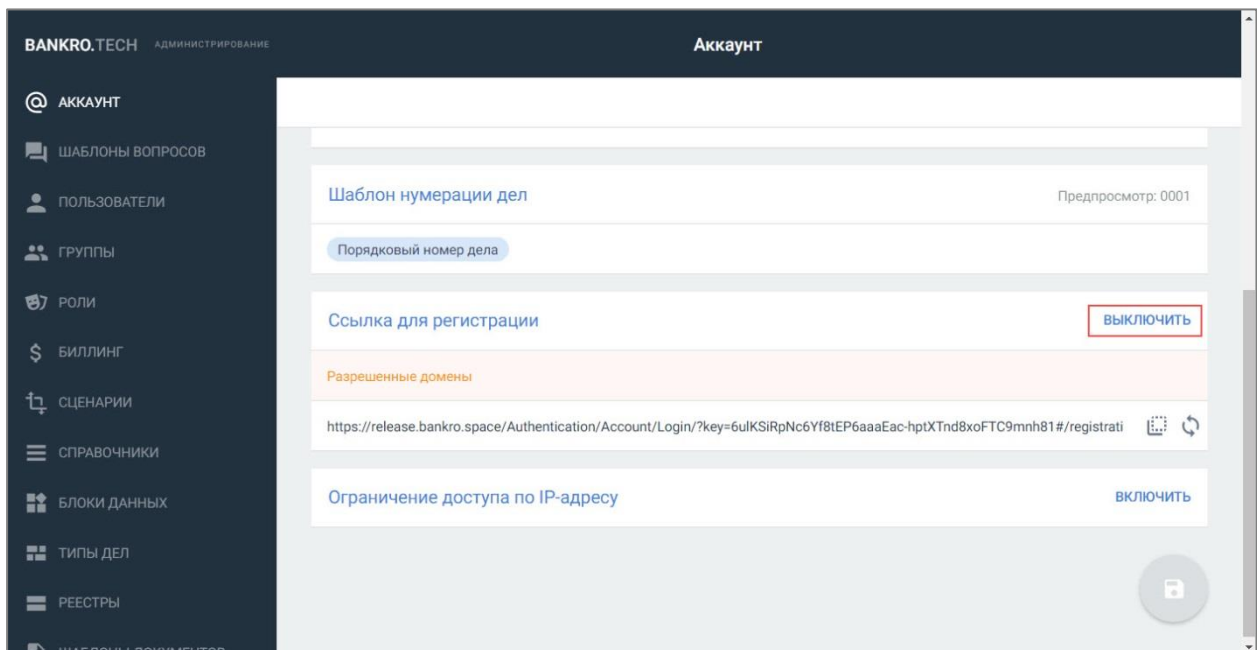 BANKRO.TECH АДМИНИСТРИРОВАНИЕ
Аккаунт
АККАУНТ
ШАБЛОНЫ ВОПРОСОВ
ПОЛЬЗОВАТЕЛИ
ГРУППЫ
РОЛИ
БИЛЛИНГ
СЦЕНАРИИ
СПРАВОЧНИКИ
БЛОКИ ДАННЫХ
ТИПЫ ДЕЛ
РЕЕСТРЫ
ШАБЛОНЫ ДОКУМЕНТОВ
Шаблон нумерации дел
Предпросмотр: 0001
Порядковый номер дела
Ссылка для регистрации
ВЫКЛЮЧИТЬ
Разрешенные домены
https://release.bankro.space/Authentication/Account/Login/?key=6ulKSiRpNc6Yf8tEP6aaaEac-hptXTnd8xoFTC9mnh81#/registrati
Ограничение доступа по IP-адресу
ВКЛЮЧИТЬ